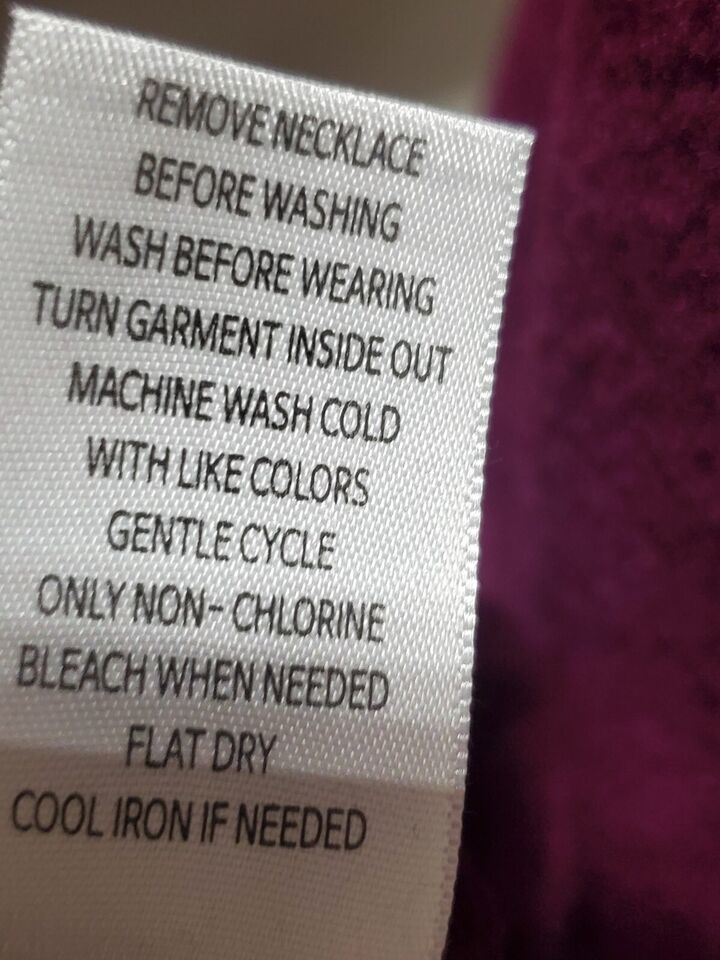 REMOVE NECKLACE
BEFORE WASHING
WASH BEFORE WEARING
TURN GARMENT INSIDE OUT
MACHINE WASH COLD
WITH LIKE COLORS
GENTLE CYCLE
ONLY NON- CHLORINE
BLEACH WHEN NEEDED
FLAT DRY
COOL IRON IF NEEDED